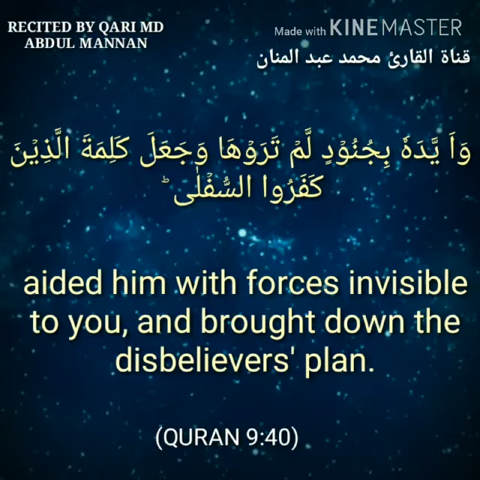 RECITED BY QARI MD
ABDUL MANNAN
Made with KINEMASTER
قناة القارئ محمد عبد المنان
وَاَ يَّدَهٗ بِجُنُوۡدٍ لَّمۡ تَرَوۡهَا وَجَعَلَ كَلِمَةَ الَّذِيۡنَ
كَفَرُوا السُّفۡلٰى‌ ؕ
aided him with forces invisible
to you, and brought down the
disbelievers' plan.
(QURAN 9:40)